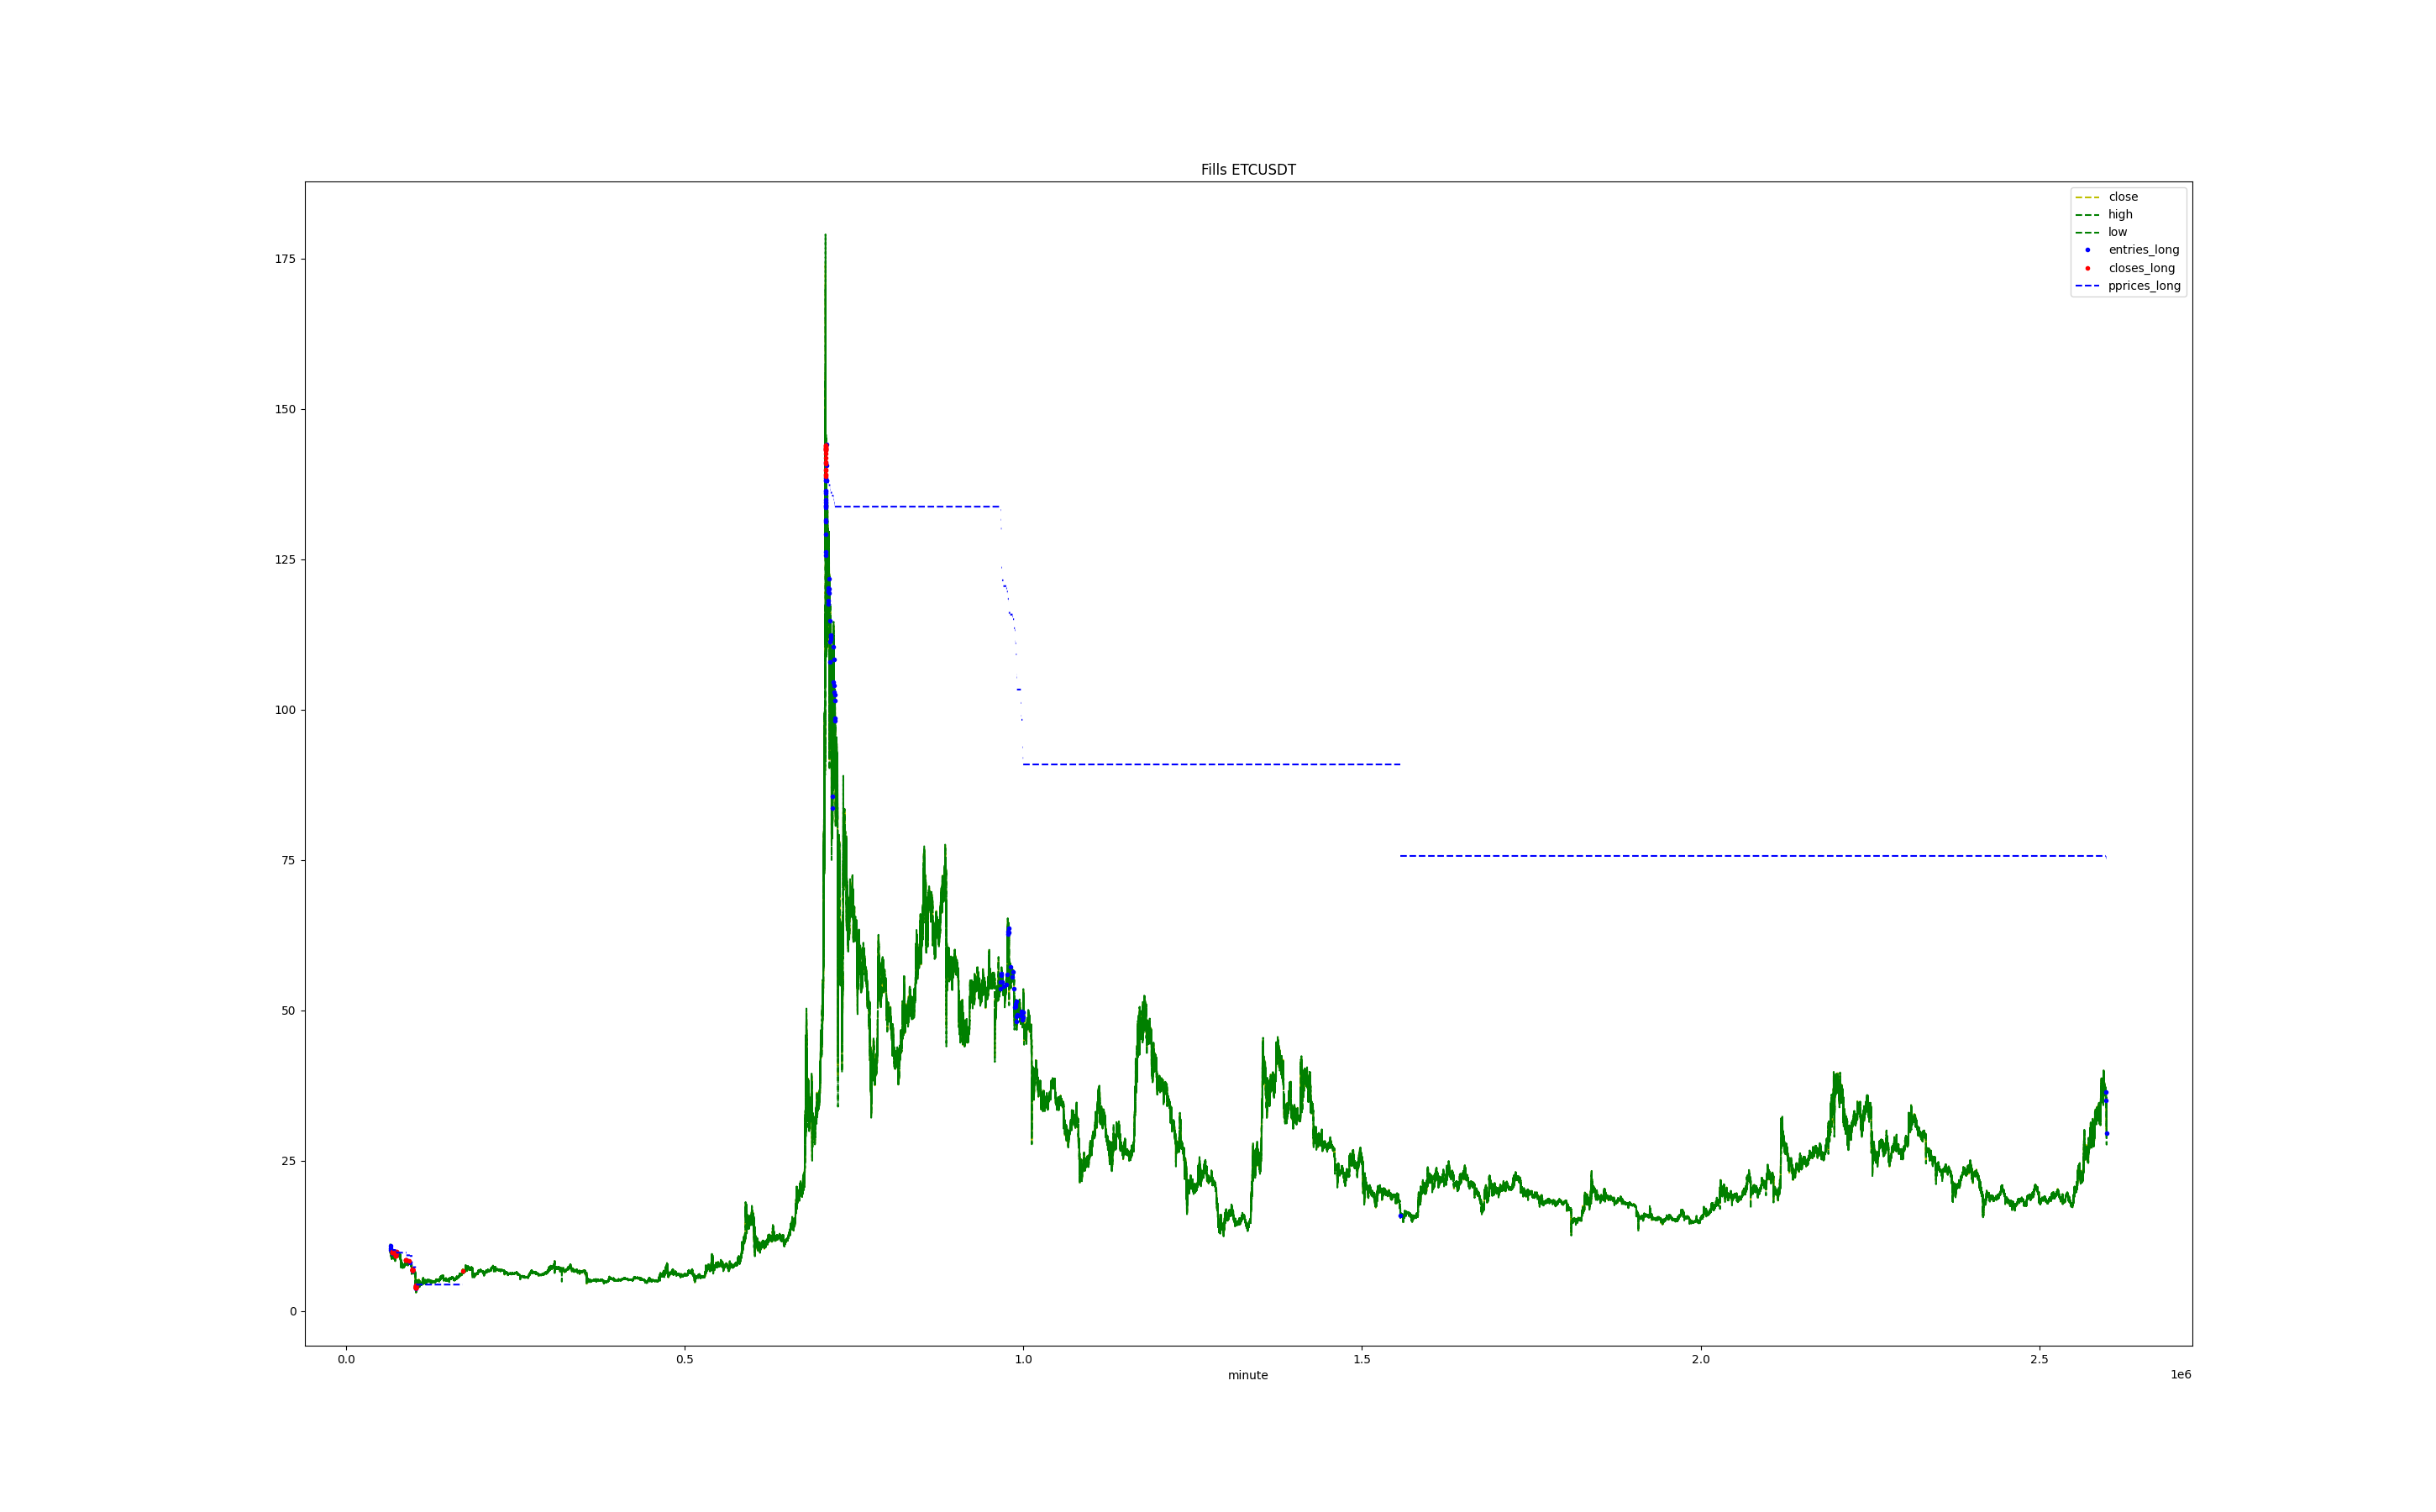 Fills ETCUSDT
close
high
low
entries_long
closes_long
pprices_long
175
150
125
100
75
50
25
0
0.0 0.5 1.0 1.5 2.0 2.5
1e6
minute